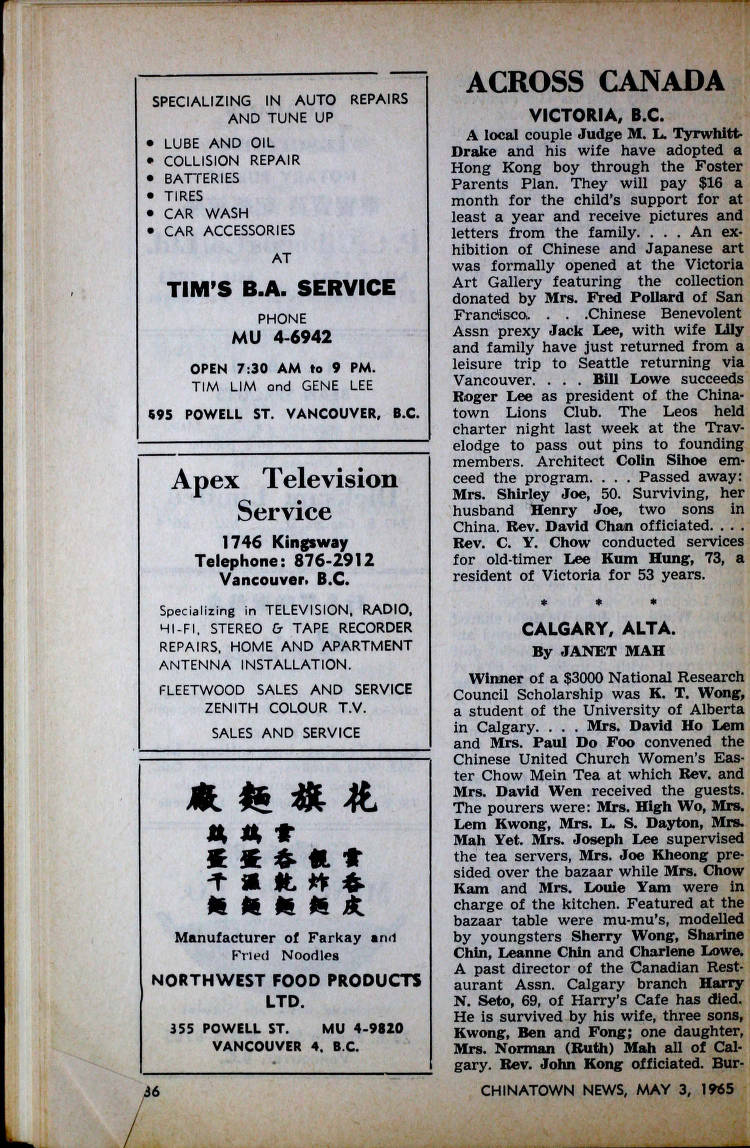 SPECIALIZING IN AUTO REPAIRS
AND TUNE UP
• LUBE AND OIL
• COLLISION REPAIR
• BATTERIES
• TIRES
• CAR WASH
• CAR ACCESSORIES
AT
TIM'S B.A. SERVICE
PHONE
MU 4-6942
OPEN 7:30 AM to 9 PM.
TIM LIM and GENE LEE
595 POWELL ST. VANCOUVER, B.C.
Apex Television
Service
1746 Kingsway
Telephone: 876-2912
Vancouver, B.C.
Specializing in TELEVISION, RADIO,
HI-FI, STEREO & TAPE RECORDER
REPAIRS, HOME AND APARTMENT
ANTENNA INSTALLATION.
FLEETWOOD SALES AND SERVICE
ZENITH COLOUR T.V.
SALES AND SERVICE
花旗麵廠
雲吞皮
靚炸麵
雲吞乾麵
鷄蛋濕麵
鷄蛋干麵
Manufacturer of Farkay and
Fried Noodles
NORTHWEST FOOD PRODUCTS
LTD.
355 POWELL ST. MU 4-9820
VANCOUVER 4, B.C.
ACROSS CANADA
VICTORIA, B.C.
A local couple Judge M. L. Tyrwhitt-
Drake and his wife have adopted a
Hong Kong boy through the Foster
Parents Plan. They will pay $16 a
month for the child's support for at
least a year and receive pictures and
letters from the family. . . . An ex-
hibition of Chinese and Japanese art
was formally opened at the Victoria
Art Gallery featuring the collection
donated by Mrs. Fred Pollard of San
Francisco. . . .Chinese Benevolent
Assn prexy Jack Lee, with wife Lily
and family have just returned from a
leisure trip to Seattle returning via
Vancouver. . . . Bill Lowe succeeds
Roger Lee as president of the China-
town Lions Club. The Leos held
charter night last week at the Trav-
elodge to pass out pins to founding
members. Architect Colin Sihoe em-
ceed the program. . . . Passed away:
Mrs. Shirley Joe, 50. Surviving, her
husband Henry Joe, two sons in
China. Rev. David Chan officiated. . . .
Rev. C. Y. Chow conducted services
for old-timer Lee Kum Hung, 73, a
resident of Victoria for 53 years.
* * *
CALGARY, ALTA.
By JANET MAH
Winner of a $3000 National Research
Council Scholarship was K. T. Wong,
a student of the University of Alberta
in Calgary. . . . Mrs. David Ho Lem
and Mrs. Paul Do Foo convened the
Chinese United Church Women's Eas-
ter Chow Mein Tea at which Rev. and
Mrs. David Wen received the guests.
The pourers were: Mrs. High Wo, Mrs.
Lem Kwong, Mrs. L. S. Dayton, Mrs.
Mah Yet. Mrs. Joseph Lee supervised
the tea servers, Mrs. Joe Kheong pre-
sided over the bazaar while Mrs. Chow
Kam and Mrs. Louie Yam were in
charge of the kitchen. Featured at the
bazaar table were mu-mu's, modelled
by youngsters Sherry Wong, Sharine
Chin, Leanne Chin and Charlene Lowe.
A past director of the Canadian Rest-
aurant Assn. Calgary branch Harry
N. Seto, 69, of Harry's Cafe has died.
He is survived by his wife, three sons,
Kwong, Ben and Fong; one daughter,
Mrs. Norman (Ruth) Mah all of Cal-
gary. Rev. John Kong officiated. Bur-
36
CHINATOWN NEWS, MAY 3, 1965